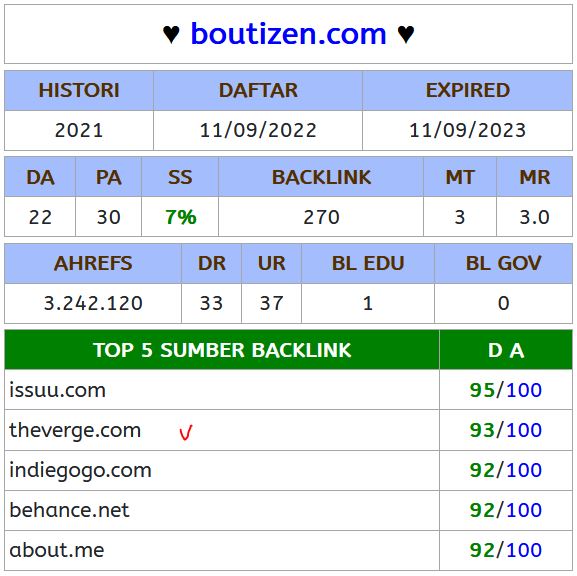 ♥ boutizen.com ♥
HISTORI DAFTAR EXPIRED
2021 11/09/2022 11/09/2023
DA PA SS BACKLINK MT MR
22 30 7% 270 3 3.0
AHREFS DR UR BL EDU BL GOV
3.242.120 33 37 1 0
TOP 5 SUMBER BACKLINK D A
issuu.com 95/100
theverge.com 93/100
indiegogo.com 92/100
behance.net 92/100
about.me 92/100